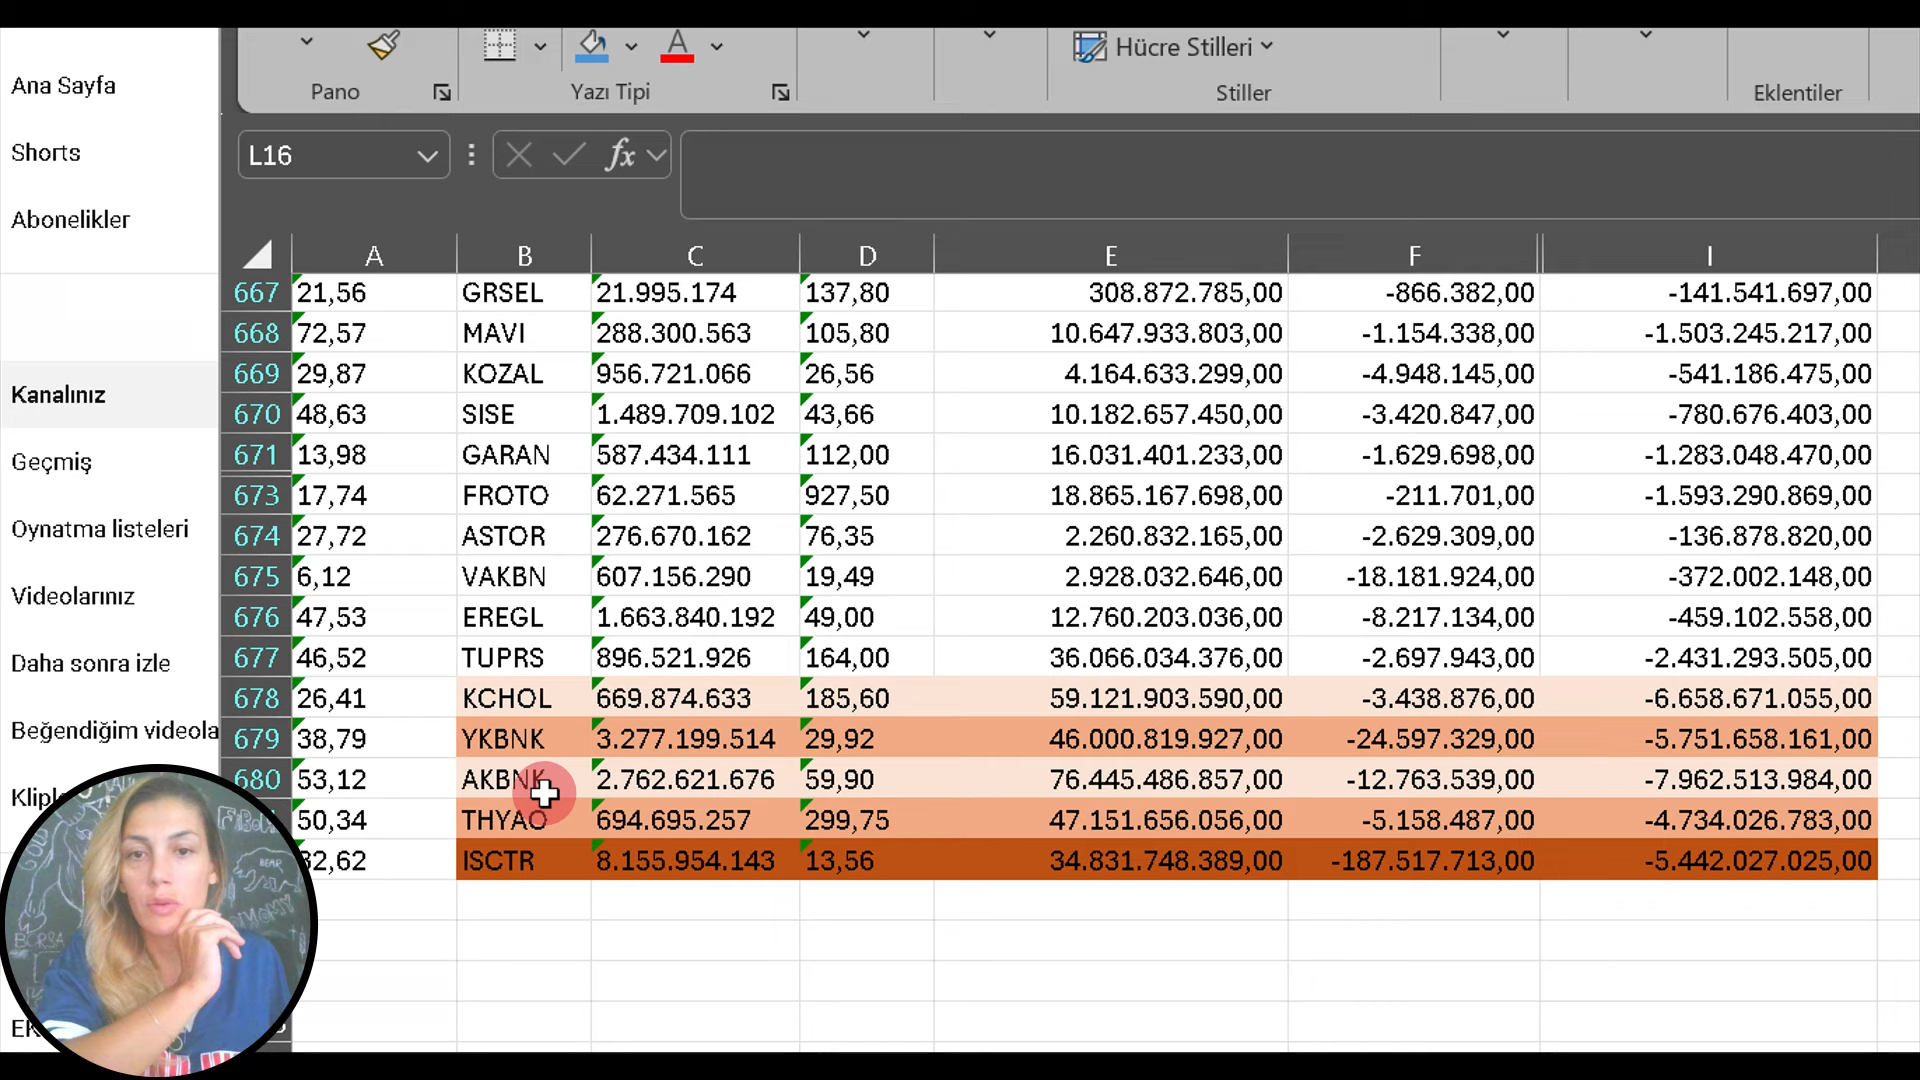 Ana Sayfa
Shorts
Abonelikler
Kanalınız
Geçmiş
Oynatma listeleri
Videolarınız
Daha sonra izle
Beğendiğim videola
Klipl
Pano
Yazı Tipi
Hücre Stilleri
Stiller
Eklentiler
L16
fx
A B C D E F I
667 21,56 GRSEL 21.995.174 137,80 308.872.785,00 -866.382,00 -141.541.697,00
668 72,57 MAVI 288.300.563 105,80 10.647.933.803,00 -1.154.338,00 -1.503.245.217,00
669 29,87 KOZAL 956.721.066 26,56 4.164.633.299,00 -4.948.145,00 -541.186.475,00
670 48,63 SISE 1.489.709.102 43,66 10.182.657.450,00 -3.420.847,00 -780.676.403,00
671 13,98 GARAN 587.434.111 112,00 16.031.401.233,00 -1.629.698,00 -1.283.048.470,00
673 17,74 FROTO 62.271.565 927,50 18.865.167.698,00 -211.701,00 -1.593.290.869,00
674 27,72 ASTOR 276.670.162 76,35 2.260.832.165,00 -2.629.309,00 -136.878.820,00
675 6,12 VAKBN 607.156.290 19,49 2.928.032.646,00 -18.181.924,00 -372.002.148,00
676 47,53 EREGL 1.663.840.192 49,00 12.760.203.036,00 -8.217.134,00 -459.102.558,00
677 46,52 TUPRS 896.521.926 164,00 36.066.034.376,00 -2.697.943,00 -2.431.293.505,00
678 26,41 KCHOL 669.874.633 185,60 59.121.903.590,00 -3.438.876,00 -6.658.671.055,00
679 38,79 YKBNK 3.277.199.514 29,92 46.000.819.927,00 -24.597.329,00 -5.751.658.161,00
680 53,12 AKBNK 2.762.621.676 59,90 76.445.486.857,00 -12.763.539,00 -7.962.513.984,00
50,34 THYAO 694.695.257 299,75 47.151.656.056,00 -5.158.487,00 -4.734.026.783,00
32,62 ISCTR 8.155.954.143 13,56 34.831.748.389,00 -187.517.713,00 -5.442.027.025,00
BEAR
BORSA